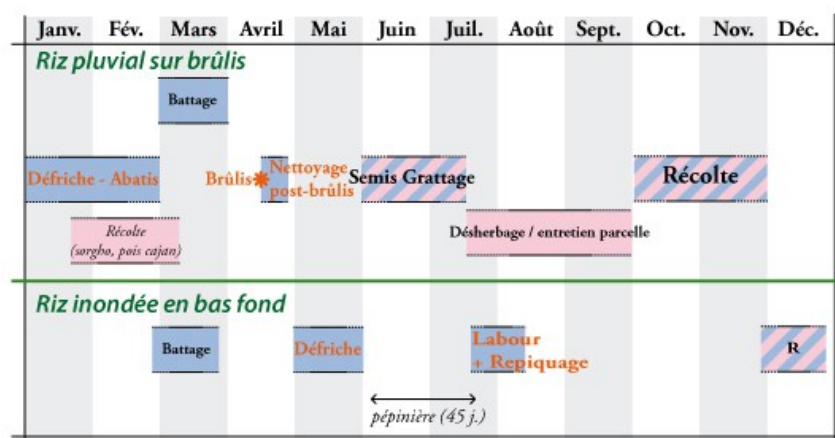 Janv. Fév. Mars Avril Mai Juin Juil. Août Sept. Oct. Nov. Déc.
Riz pluvial sur brûlis
Battage
Défriche - Abatis
Brûlis
Nettoyage
post-brûlis
Semis Grattage
Récolte
Récolte
(sorgho, pois cajan)
Désherbage / entretien parcelle
Riz inondée en bas fond
Battage
Défriche
Labour
+ Repiquage
R
pépinière (45 j.)